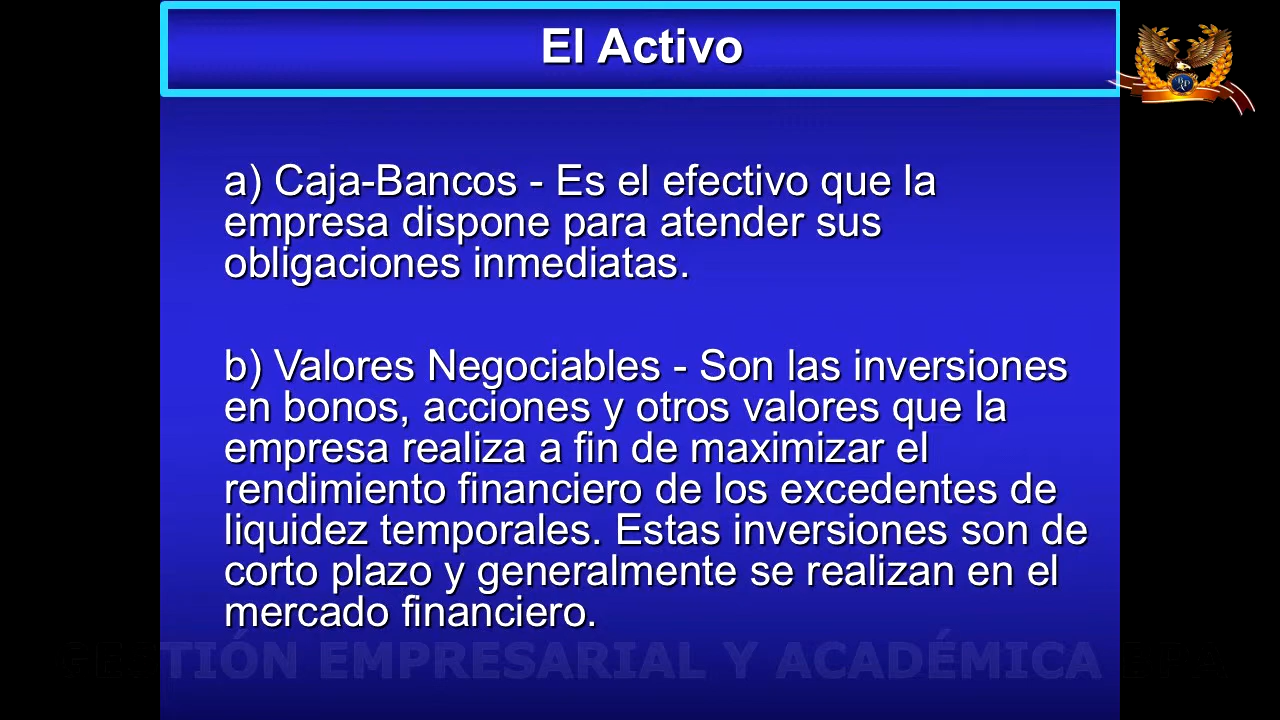 El Activo
a) Caja-Bancos - Es el efectivo que la
empresa dispone para atender sus
obligaciones inmediatas.
b) Valores Negociables - Son las inversiones
en bonos, acciones y otros valores que la
empresa realiza a fin de maximizar el
rendimiento financiero de los excedentes de
liquidez temporales. Estas inversiones son de
corto plazo y generalmente se realizan en el
mercado financiero.
GESTIÓN EMPRESARIAL Y ACADÉMICA